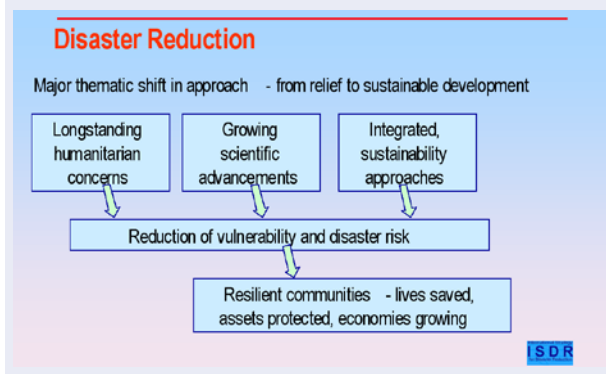 Disaster Reduction
Major thematic shift in approach - from relief to sustainable development
Longstanding
humanitarian
concerns
Growing
scientific
advancements
Integrated,
sustainability
approaches
Reduction of vulnerability and disaster risk
Resilient communities - lives saved,
assets protected, economies growing
ISDR